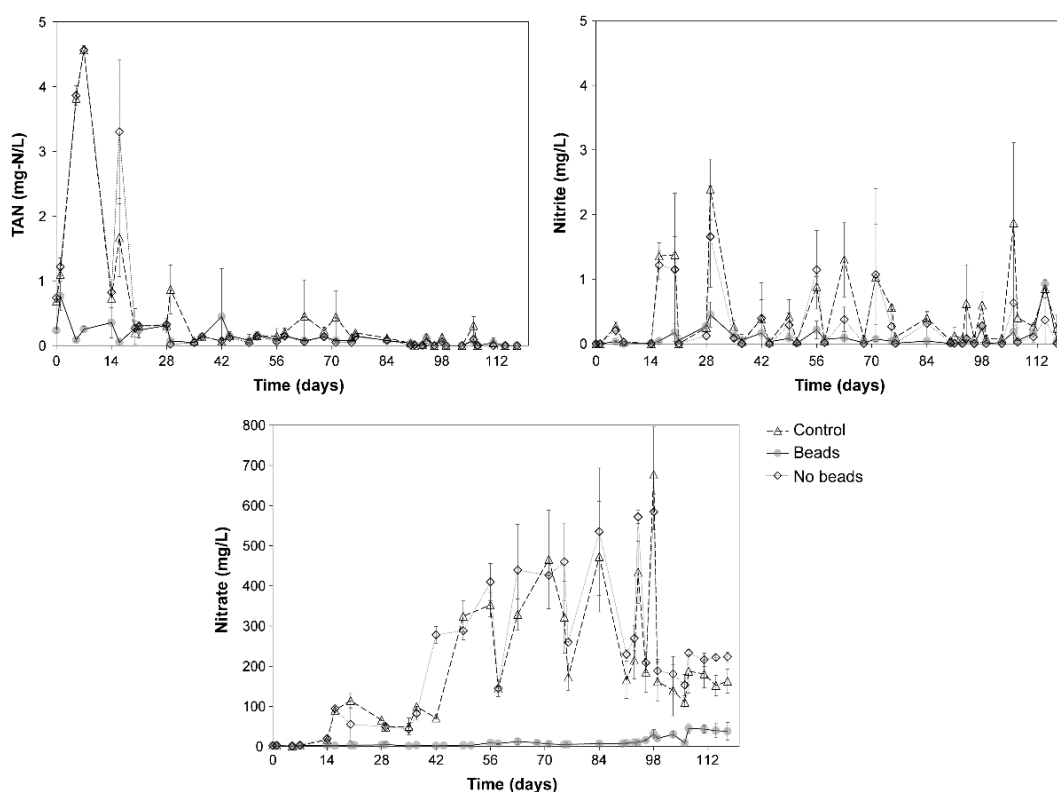 5
4
3
2
1
0
TAN (mg-N/L)
0 14 28 42 56 70 84 98 112
Time (days)
5
4
3
2
1
0
Nitrite (mg/L)
0 14 28 42 56 70 84 98 112
Time (days)
800
700
600
500
400
300
200
100
0
Nitrate (mg/L)
0 14 28 42 56 70 84 98 112
Time (days)
Control
Beads
No beads